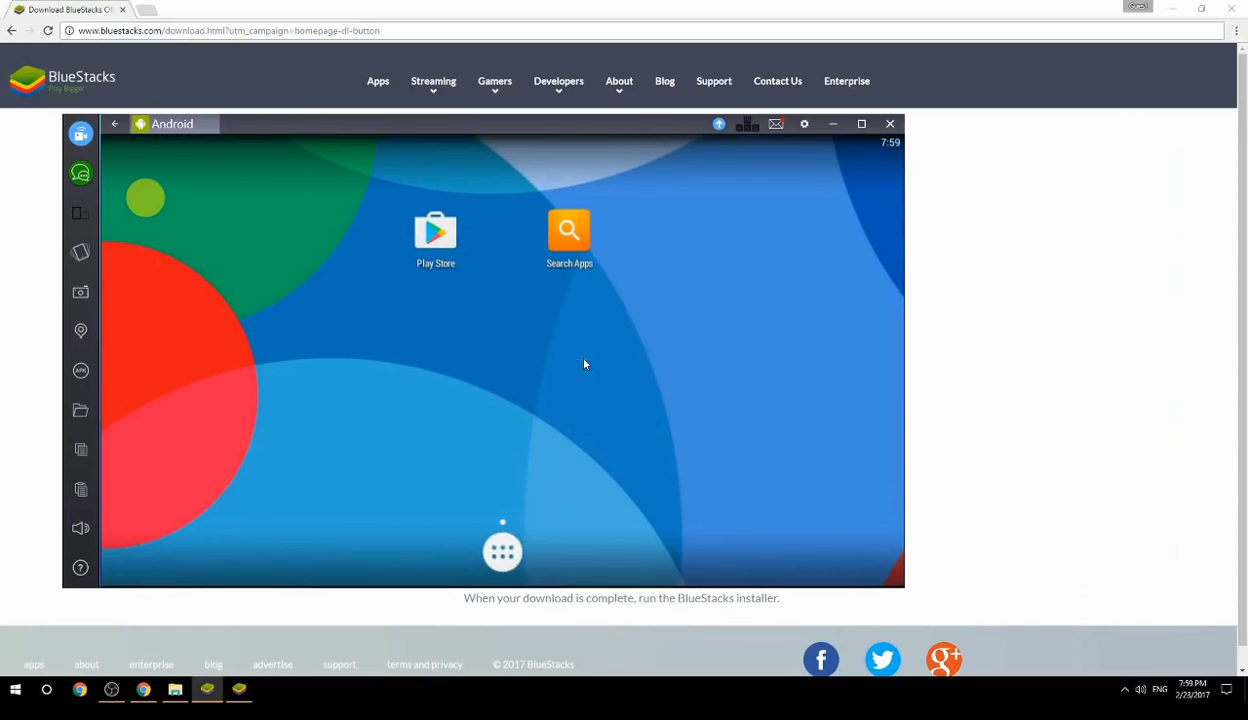 Download BlueStacks Of
Guest
www.bluestacks.com/download.html?utm_campaign=homepage-dl-button
BlueStacks
Play Bigger
Apps Streaming Gamers Developers About Blog Support Contact Us Enterprise
Android
7:59
Play Store
Search Apps
APK
When your download is complete, run the BlueStacks installer.
apps about enterprise blog advertise support terms and privacy © 2017 BlueStacks
7:59 PM
ENG
2/23/2017